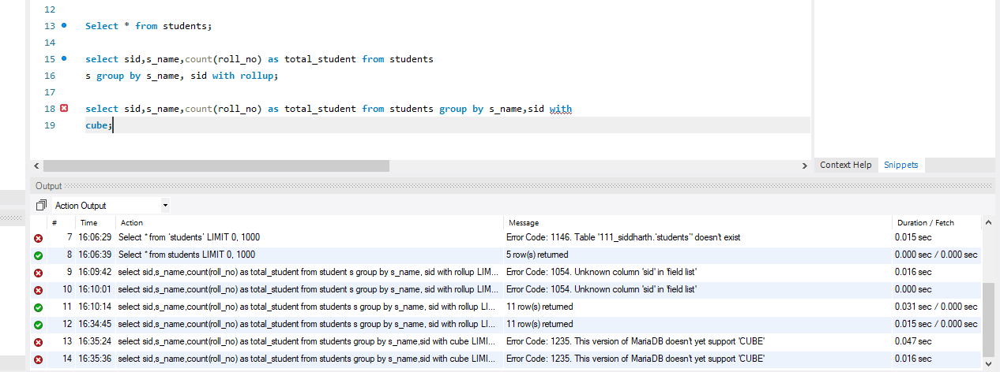 12
13 Select * from students;
14
15 select sid,s_name,count(roll_no) as total_student from students
16 s group by s_name, sid with rollup;
17
18 select sid,s_name,count(roll_no) as total_student from students group by s_name,sid with
19 cube;
Context Help Snippets
Output
Action Output
# Time Action Message Duration / Fetch
7 16:06:29 Select * from 'students' LIMIT 0, 1000 Error Code: 1146. Table '111_siddharth.'students'' doesn't exist 0.015 sec
8 16:06:39 Select * from students LIMIT 0, 1000 5 row(s) returned 0.000 sec / 0.000 sec
9 16:09:42 select sid,s_name,count(roll_no) as total_student from student s group by s_name, sid with rollup LIM... Error Code: 1054. Unknown column 'sid' in 'field list' 0.016 sec
10 16:10:01 select sid,s_name,count(roll_no) as total_student from student s group by s_name, sid with rollup LIM... Error Code: 1054. Unknown column 'sid' in 'field list' 0.000 sec
11 16:10:14 select sid,s_name,count(roll_no) as total_student from students s group by s_name, sid with rollup LI... 11 row(s) returned 0.031 sec / 0.000 sec
12 16:34:45 select sid,s_name,count(roll_no) as total_student from students s group by s_name, sid with rollup LI... 11 row(s) returned 0.015 sec / 0.000 sec
13 16:35:24 select sid,s_name,count(roll_no) as total_student from students group by s_name,sid with cube LIMI... Error Code: 1235. This version of MariaDB doesn't yet support 'CUBE' 0.047 sec
14 16:35:36 select sid,s_name,count(roll_no) as total_student from students group by s_name,sid with cube LIMI... Error Code: 1235. This version of MariaDB doesn't yet support 'CUBE' 0.016 sec